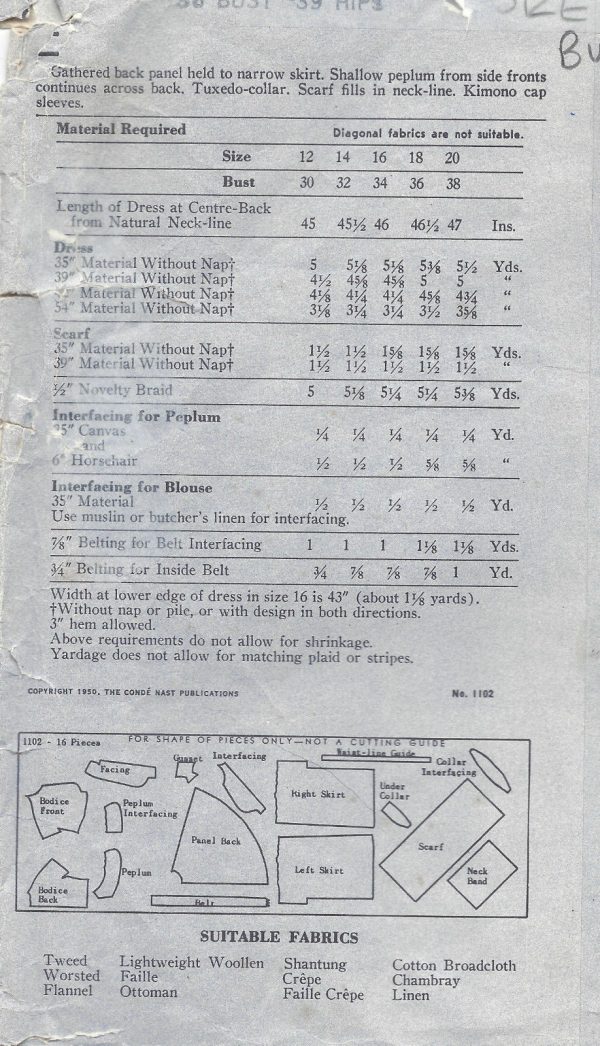 36 BUST 39 HIPS
Gathered back panel held to narrow skirt. Shallow peplum from side fronts
continues across back. Tuxedo-collar. Scarf fills in neck-line. Kimono cap
sleeves.
Material Required Diagonal fabrics are not suitable.
Size 12 14 16 18 20
Bust 30 32 34 36 38
Length of Dress at Centre-Back
from Natural Neck-line 45 45½ 46 46½ 47 Ins.
Dress
35″ Material Without Nap† 5 5⅛ 5⅛ 5⅜ 5½ Yds.
39″ Material Without Nap† 4½ 4⅝ 4⅝ 5 5 “
Material Without Nap† 4⅛ 4¼ 4¼ 4⅝ 4¾ “
54″ Material Without Nap† 3⅛ 3¼ 3¼ 3½ 3⅝ “
Scarf
35″ Material Without Nap† 1½ 1½ 1⅝ 1⅝ 1⅝ Yds.
39″ Material Without Nap† 1½ 1½ 1½ 1½ 1½ “
½″ Novelty Braid 5 5⅛ 5¼ 5¼ 5⅜ Yds.
Interfacing for Peplum
35″ Canvas ¼ ¼ ¼ ¼ ¼ Yd.
and
6″ Horsehair ½ ½ ½ ⅝ ⅝ “
Interfacing for Blouse
35″ Material ½ ½ ½ ½ ½ Yd.
Use muslin or butcher's linen for interfacing.
⅞″ Belting for Belt Interfacing 1 1 1 1⅛ 1⅛ Yds.
¾″ Belting for Inside Belt ¾ ⅞ ⅞ ⅞ 1 Yd.
Width at lower edge of dress in size 16 is 43″ (about 1⅛ yards).
†Without nap or pile, or with design in both directions.
3″ hem allowed.
Above requirements do not allow for shrinkage.
Yardage does not allow for matching plaid or stripes.
COPYRIGHT 1950, THE CONDÉ NAST PUBLICATIONS No. 1102
1102 - 16 Pieces FOR SHAPE OF PIECES ONLY—NOT A CUTTING GUIDE
Facing
Gusset
Interfacing
Waist-line Guide
Collar
Interfacing
Bodice
Front
Peplum
Interfacing
Right Skirt
Under
Collar
Panel Back
Scarf
Peplum
Left Skirt
Neck
Band
Bodice
Back
Belt
SUITABLE FABRICS
Tweed Lightweight Woollen Shantung Cotton Broadcloth
Worsted Faille Crêpe Chambray
Flannel Ottoman Faille Crêpe Linen